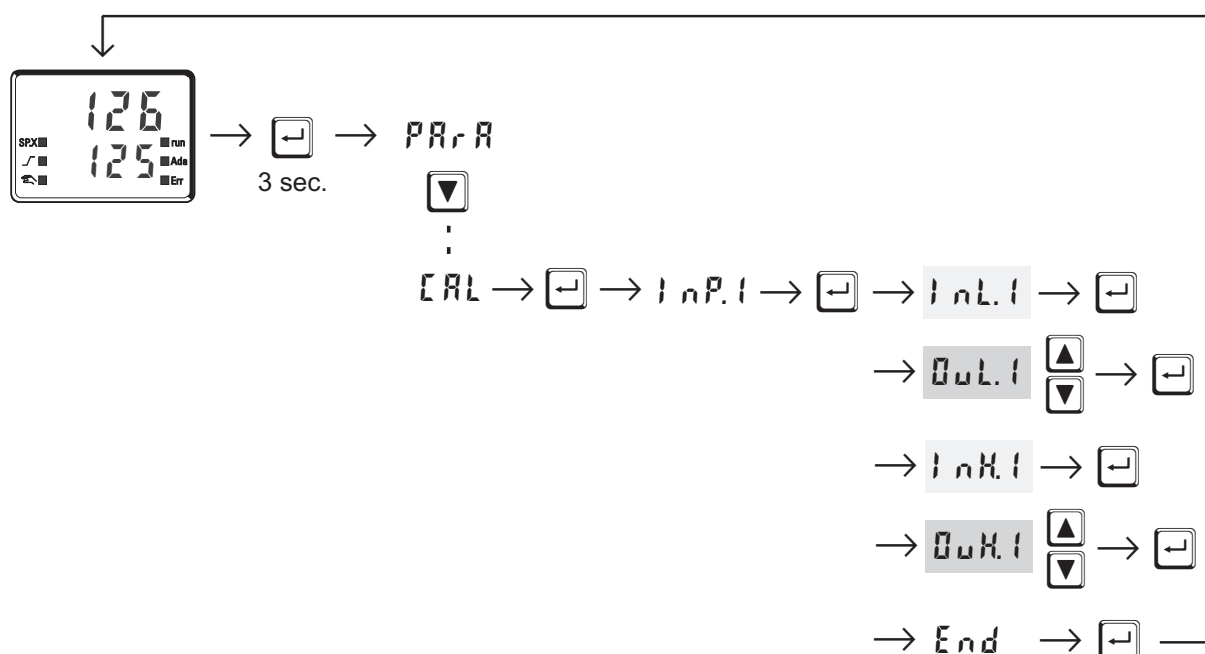 126
SP.X run
125 Ada
Err
3 sec.
PArA
CAL InP.1 InL.1
OuL.1
InH.1
OuH.1
End